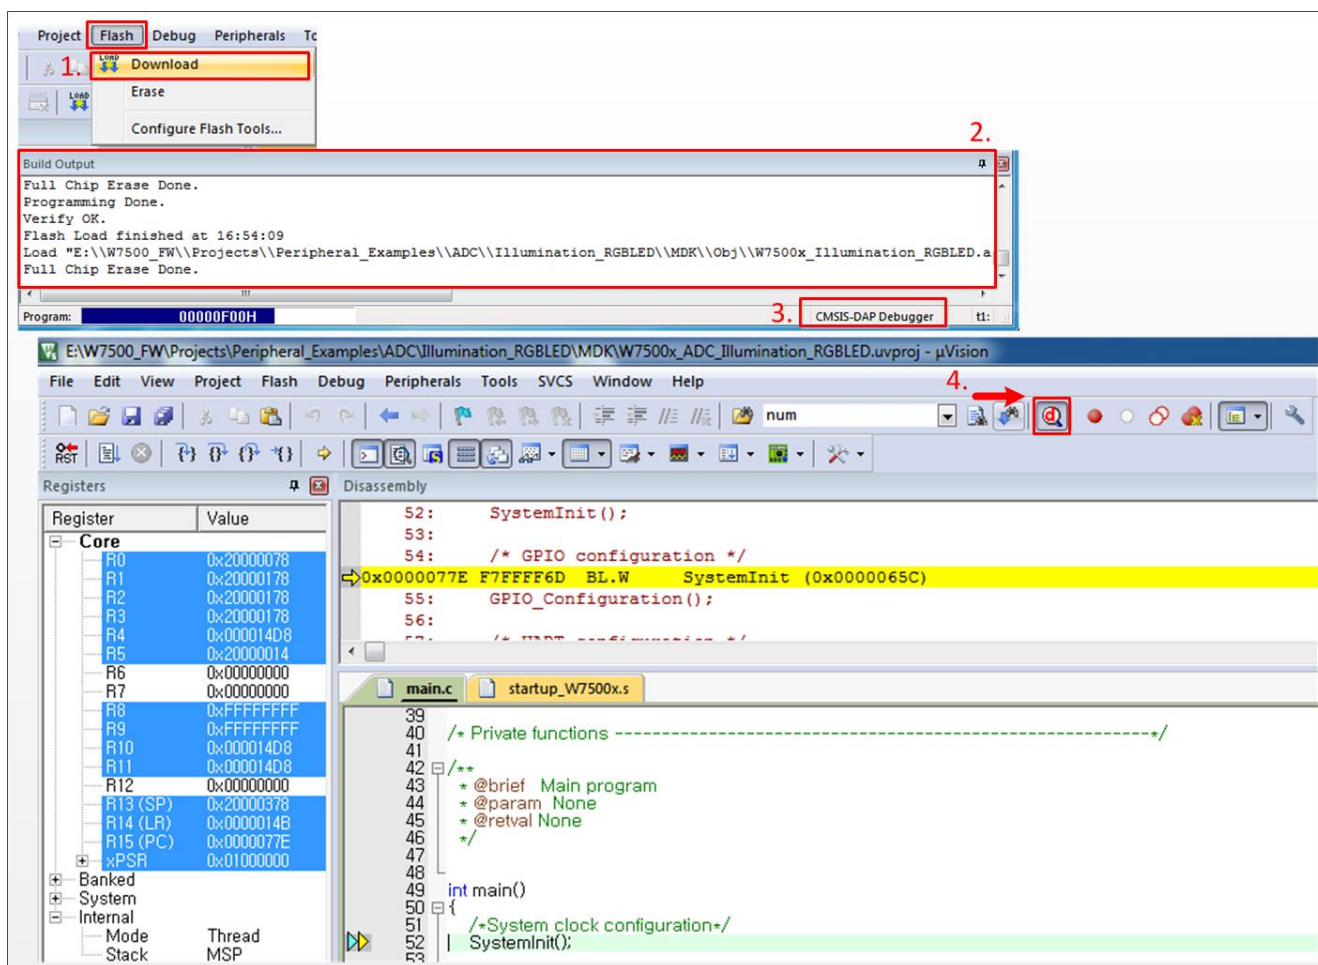 Project Flash Debug Peripherals Tc
1. LOAD Download
LOAD Erase
Configure Flash Tools...
2.
Build Output
Full Chip Erase Done.
Programming Done.
Verify OK.
Flash Load finished at 16:54:09
Load "E:\\W7500_FW\\Projects\\Peripheral_Examples\\ADC\\Illumination_RGBLED\\MDK\\Obj\\W7500x_Illumination_RGBLED.a
Full Chip Erase Done.
Program: 00000F00H 3. CMSIS-DAP Debugger t1:
E:\W7500_FW\Projects\Peripheral_Examples\ADC\Illumination_RGBLED\MDK\W7500x_ADC_Illumination_RGBLED.uvproj - µVision
File Edit View Project Flash Debug Peripherals Tools SVCS Window Help
4.
num
RST
Registers
Register Value
Core
R0 0x20000078
R1 0x20000178
R2 0x20000178
R3 0x20000178
R4 0x000014D8
R5 0x20000014
R6 0x00000000
R7 0x00000000
R8 0xFFFFFFFF
R9 0xFFFFFFFF
R10 0x000014D8
R11 0x000014D8
R12 0x00000000
R13 (SP) 0x20000378
R14 (LR) 0x0000014B
R15 (PC) 0x0000077E
xPSR 0x01000000
Banked
System
Internal
Mode Thread
Stack MSP
Disassembly
52: SystemInit();
53:
54: /* GPIO configuration */
0x0000077E F7FFFF6D BL.W SystemInit (0x0000065C)
55: GPIO_Configuration();
56:
57: /* UART configuration */
main.c startup_W7500x.s
39
40 /* Private functions ---------------------------------------------------------*/
41
42 /**
43 * @brief Main program
44 * @param None
45 * @retval None
46 */
47
48
49 int main()
50 {
51 /*System clock configuration*/
52 SystemInit();
53